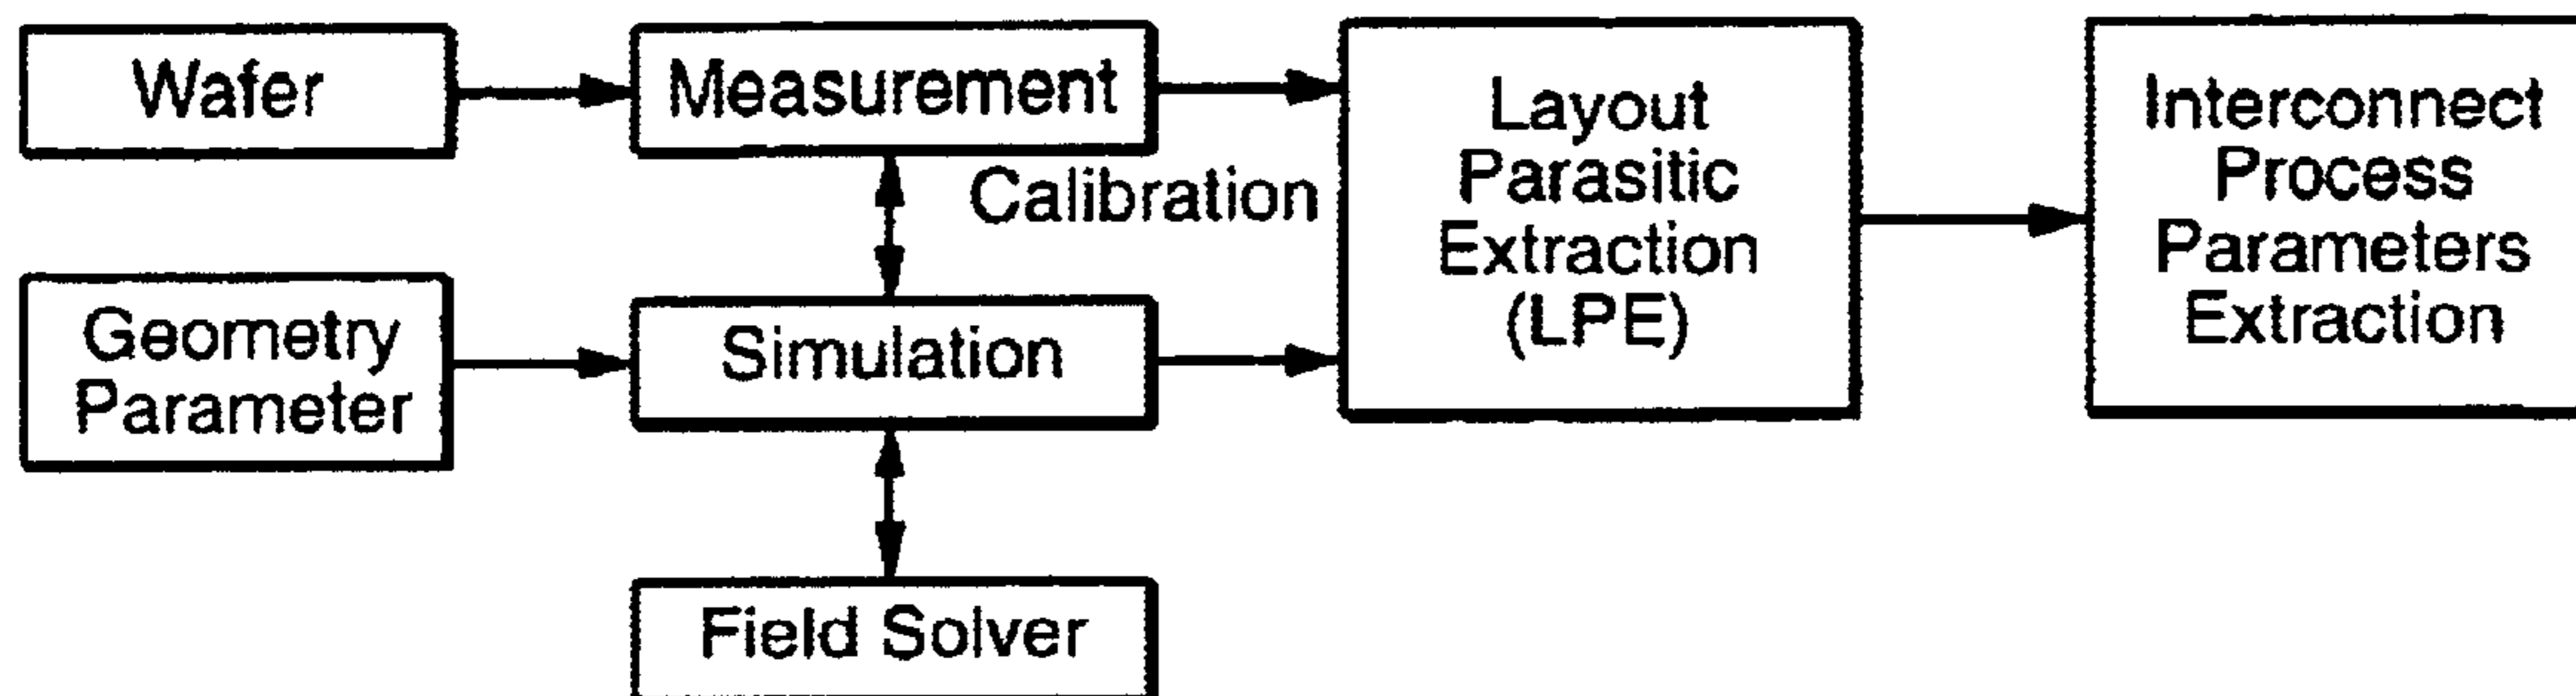 Wafer
Measurement
Calibration
Geometry
Parameter
Simulation
Field Solver
Layout
Parasitic
Extraction
(LPE)
Interconnect
Process
Parameters
Extraction